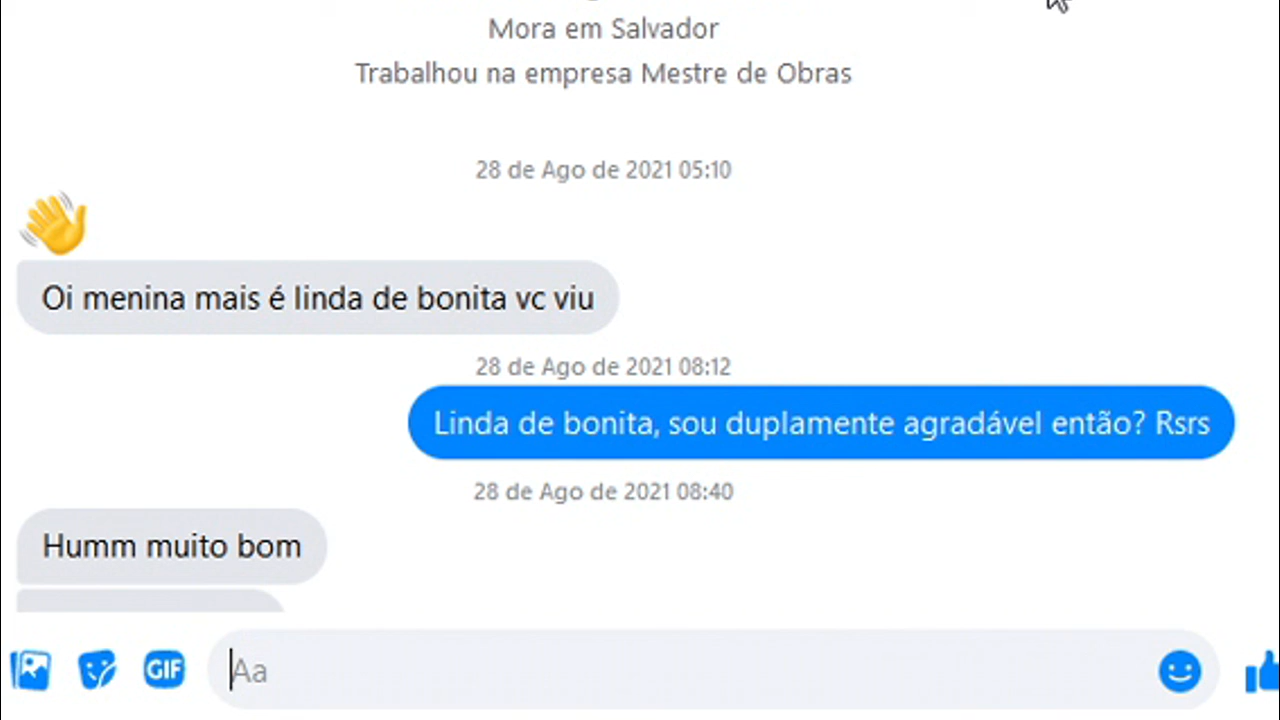 Mora em Salvador
Trabalhou na empresa Mestre de Obras
28 de Ago de 2021 05:10
Oi menina mais é linda de bonita vc viu
28 de Ago de 2021 08:12
Linda de bonita, sou duplamente agradável então? Rsrs
28 de Ago de 2021 08:40
Humm muito bom
GIF
Aa